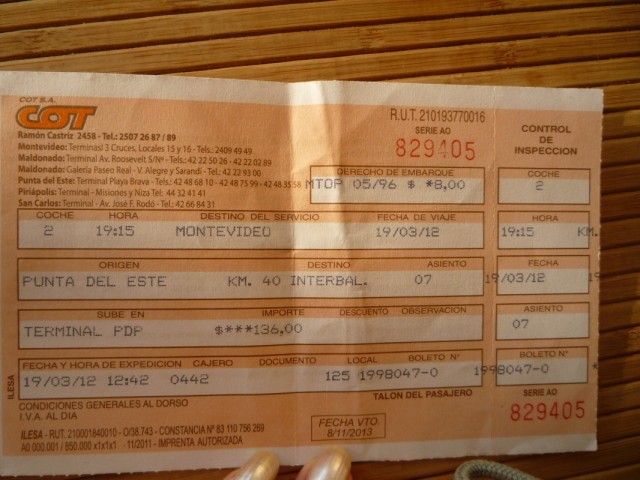 COT S.A.
COT
Ramón Castriz 2458 - Tel.: 2507 26 87 / 89
Montevideo: Terminasl 3 Cruces, Locales 15 y 16 - Tels.: 2409 49 49
Maldonado: Terminal Av. Roosevelt S/Nº - Tels.: 42 22 50 26 - 42 22 02 89
Maldonado: Galería Paseo Real - V. Alegre y Sarandí - Tel.: 42 22 93 00
Punta del Este: Terminal Playa Brava - Tels.: 42 48 68 10 - 42 48 75 99 - 42 48 35 58
Piriápolis: Terminal - Misiones y Niza Tel: 44 32 41 41
San Carlos: Terminal - Av. José F. Rodó - Tel.: 42 66 84 31
R.U.T. 210193770016
SERIE AO
829405
DERECHO DE EMBARQUE
MTOP 05/96 $ *8,00
CONTROL DE INSPECCION
COCHE
2
COCHE HORA DESTINO DEL SERVICIO FECHA DE VIAJE
2 19:15 MONTEVIDEO 19/03/12
HORA
19:15 KM.
ORIGEN DESTINO ASIENTO
PUNTA DEL ESTE KM. 40 INTERBAL. 07
FECHA
19/03/12 19
SUBE EN IMPORTE DESCUENTO OBSERVACION
TERMINAL PDP $***136,00
ASIENTO
07
FECHA Y HORA DE EXPEDICION CAJERO DOCUMENTO LOCAL BOLETO Nº
19/03/12 12:42 0442 125 1998047-0
BOLETO Nº
1998047-0
CONDICIONES GENERALES AL DORSO
I.V.A. AL DIA
TALON DEL PASAJERO
SERIE AO
829405
ILESA - RUT. 210001840010 - O/38.743 - CONSTANCIA Nº 83 110 756 269
A0 000.001 / 850.000 x1x1x1 - 11/2011 - IMPRENTA AUTORIZADA
FECHA VTO.
8/11/2013
ILESA